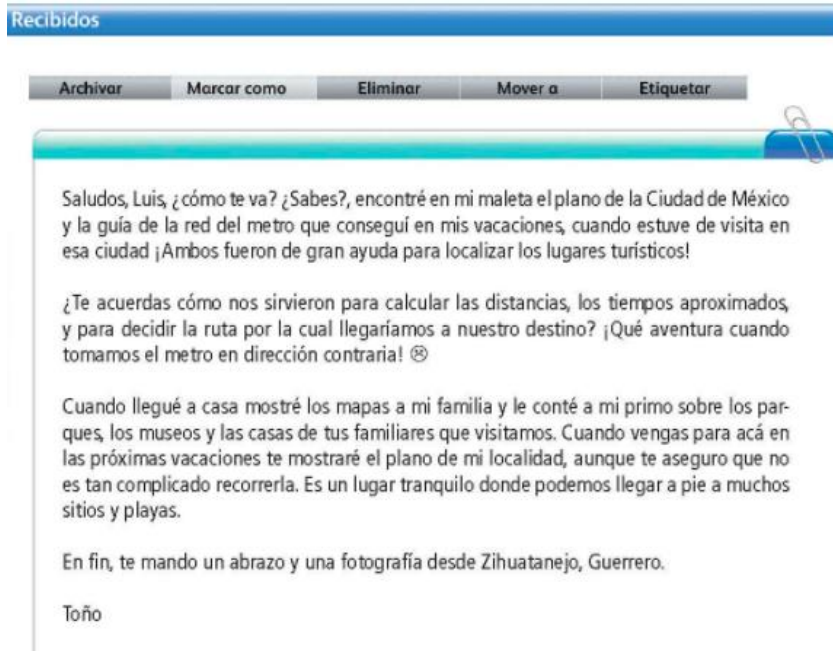 Recibidos
Archivar Marcar como Eliminar Mover a Etiquetar
Saludos, Luis, ¿cómo te va? ¿Sabes?, encontré en mi maleta el plano de la Ciudad de México
y la guía de la red del metro que conseguí en mis vacaciones, cuando estuve de visita en
esa ciudad ¡Ambos fueron de gran ayuda para localizar los lugares turísticos!
¿Te acuerdas cómo nos sirvieron para calcular las distancias, los tiempos aproximados,
y para decidir la ruta por la cual llegaríamos a nuestro destino? ¡Qué aventura cuando
tomamos el metro en dirección contraria! ☹
Cuando llegué a casa mostré los mapas a mi familia y le conté a mi primo sobre los par-
ques, los museos y las casas de tus familiares que visitamos. Cuando vengas para acá en
las próximas vacaciones te mostraré el plano de mi localidad, aunque te aseguro que no
es tan complicado recorrerla. Es un lugar tranquilo donde podemos llegar a pie a muchos
sitios y playas.
En fin, te mando un abrazo y una fotografía desde Zihuatanejo, Guerrero.
Toño